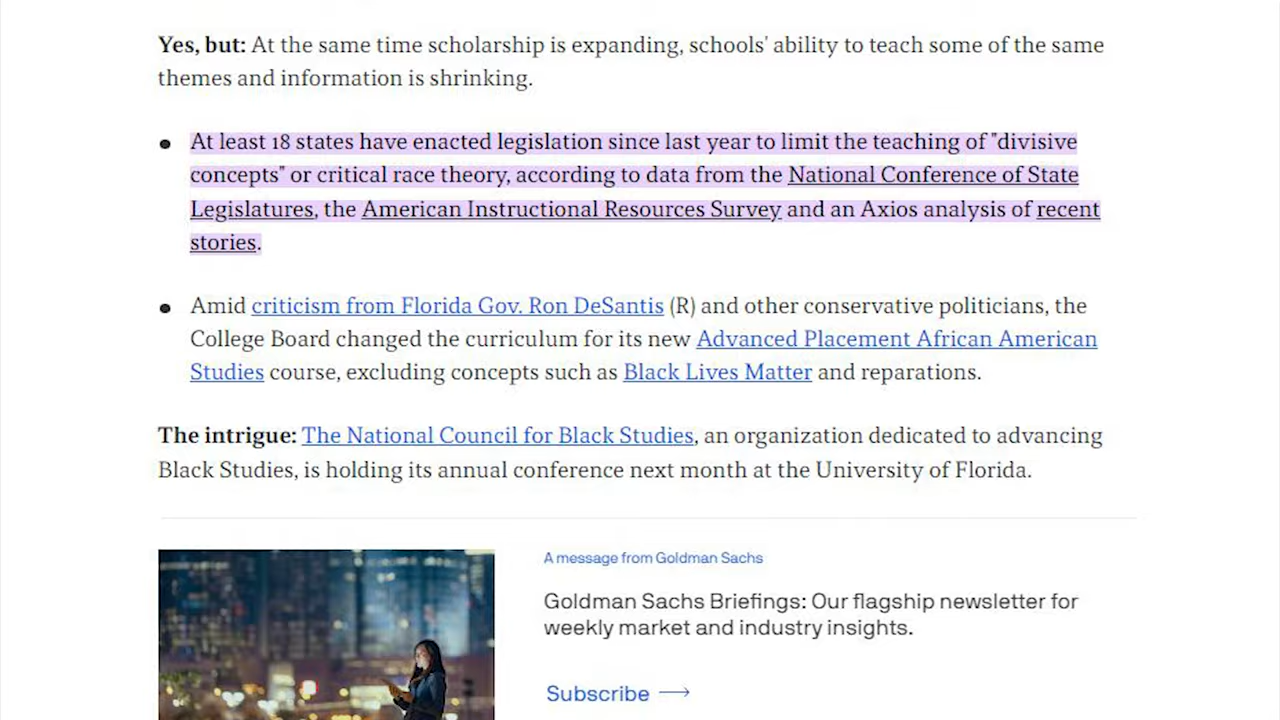 Yes, but: At the same time scholarship is expanding, schools' ability to teach some of the same
themes and information is shrinking.
● At least 18 states have enacted legislation since last year to limit the teaching of "divisive
concepts" or critical race theory, according to data from the National Conference of State
Legislatures, the American Instructional Resources Survey and an Axios analysis of recent
stories.
● Amid criticism from Florida Gov. Ron DeSantis (R) and other conservative politicians, the
College Board changed the curriculum for its new Advanced Placement African American
Studies course, excluding concepts such as Black Lives Matter and reparations.
The intrigue: The National Council for Black Studies, an organization dedicated to advancing
Black Studies, is holding its annual conference next month at the University of Florida.
A message from Goldman Sachs
Goldman Sachs Briefings: Our flagship newsletter for
weekly market and industry insights.
Subscribe →